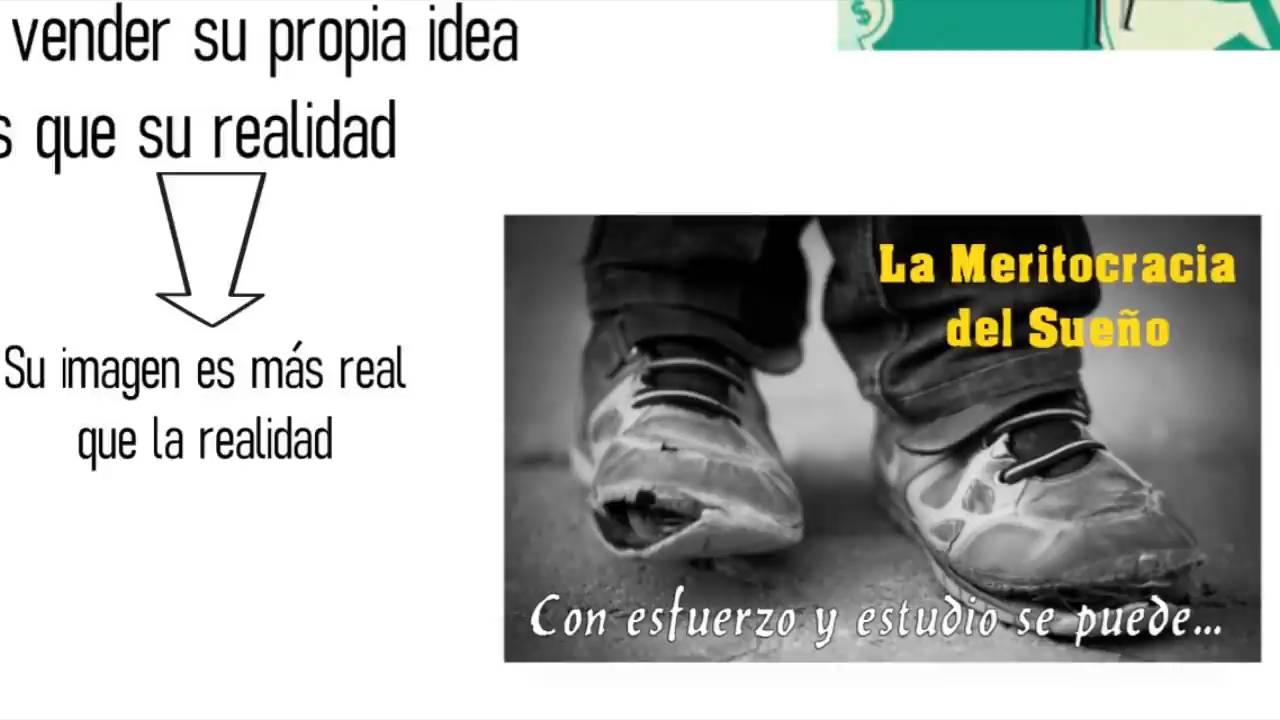 vender su propia idea
que su realidad
Su imagen es más real
que la realidad
La Meritocracia
del Sueño
Con esfuerzo y estudio se puede...
$